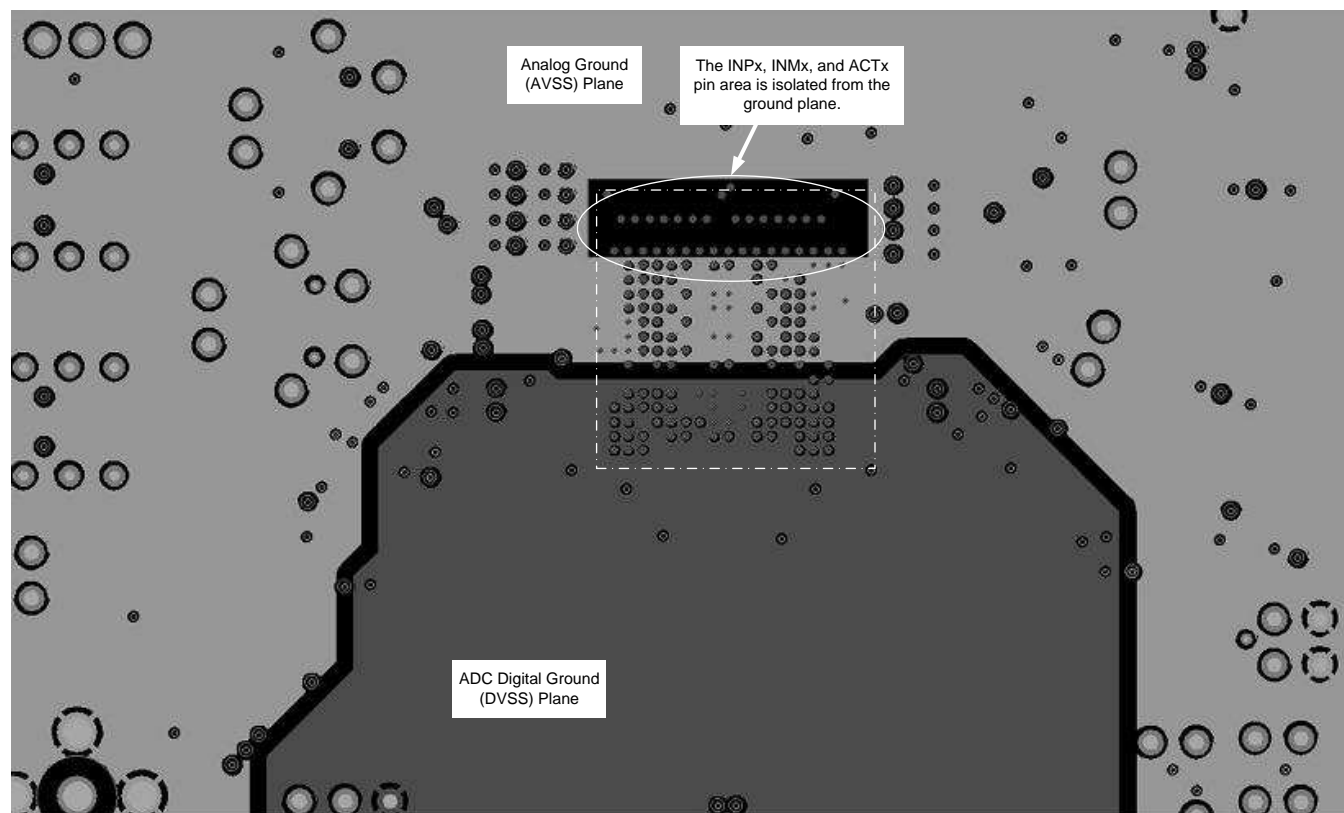 Analog Ground
(AVSS) Plane
The INPx, INMx, and ACTx
pin area is isolated from the
ground plane.
ADC Digital Ground
(DVSS) Plane